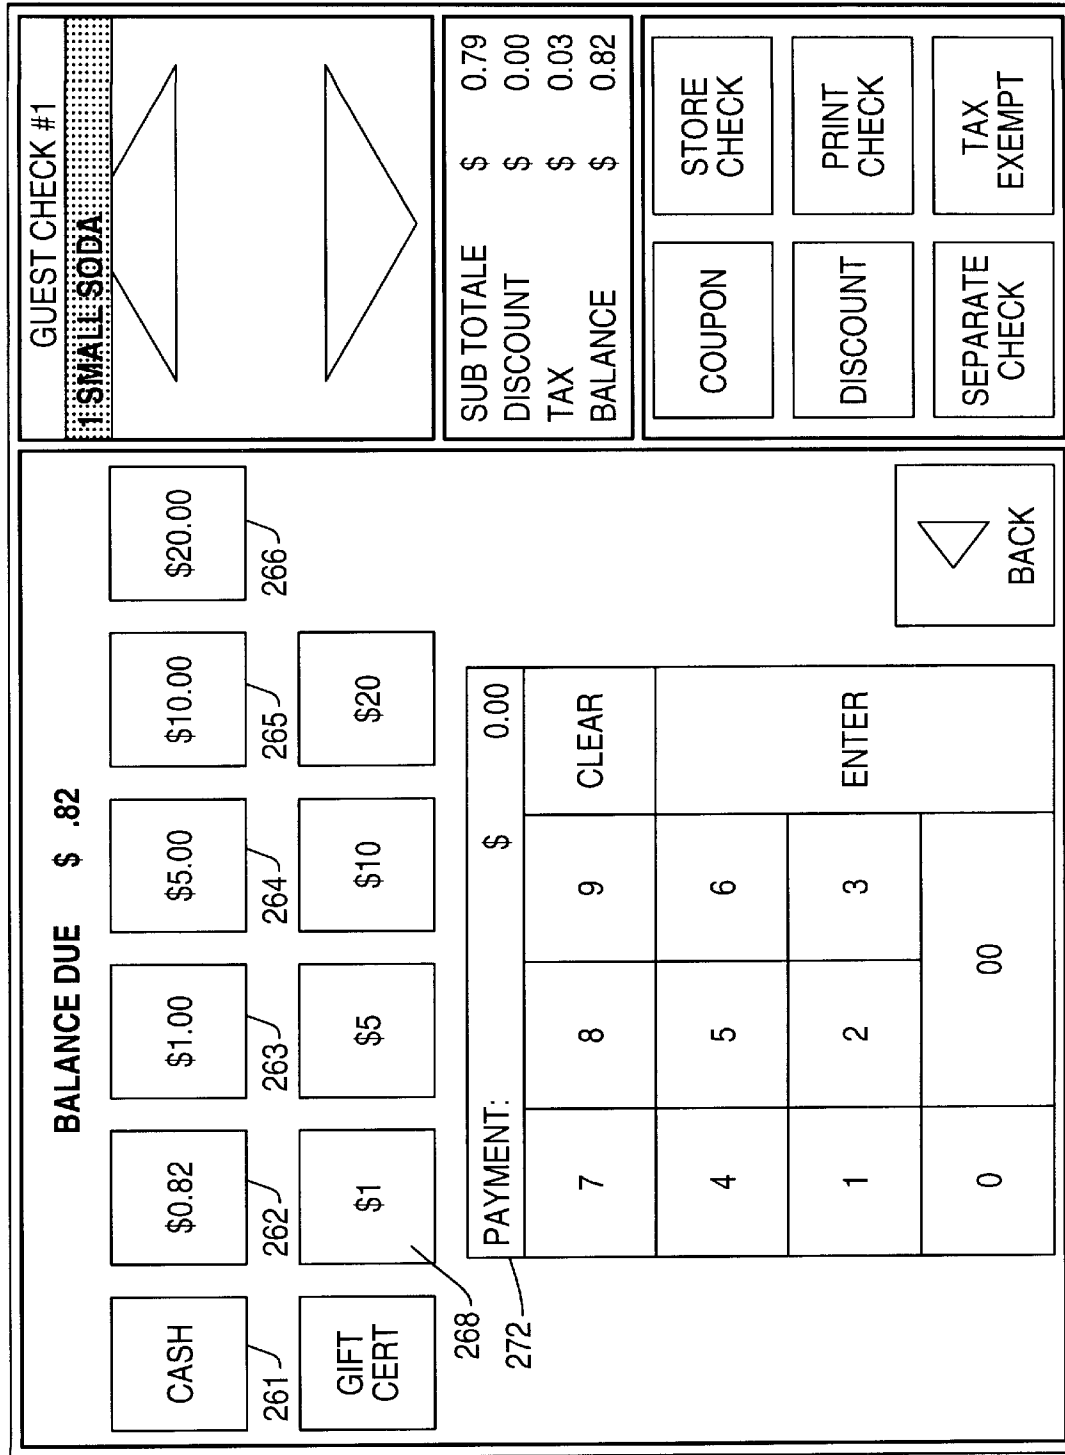 BALANCE DUE $ .82
CASH $0.82 $1.00 $5.00 $10.00 $20.00
261 262 263 264 265 266
GIFT CERT $1 $5 $10 $20
268
272
PAYMENT: $ 0.00
7 8 9 CLEAR
4 5 6 ENTER
1 2 3
0 00
BACK
GUEST CHECK #1
1 SMALL SODA
SUB TOTALE $ 0.79
DISCOUNT $ 0.00
TAX $ 0.03
BALANCE $ 0.82
COUPON STORE CHECK
DISCOUNT PRINT CHECK
SEPARATE CHECK TAX EXEMPT